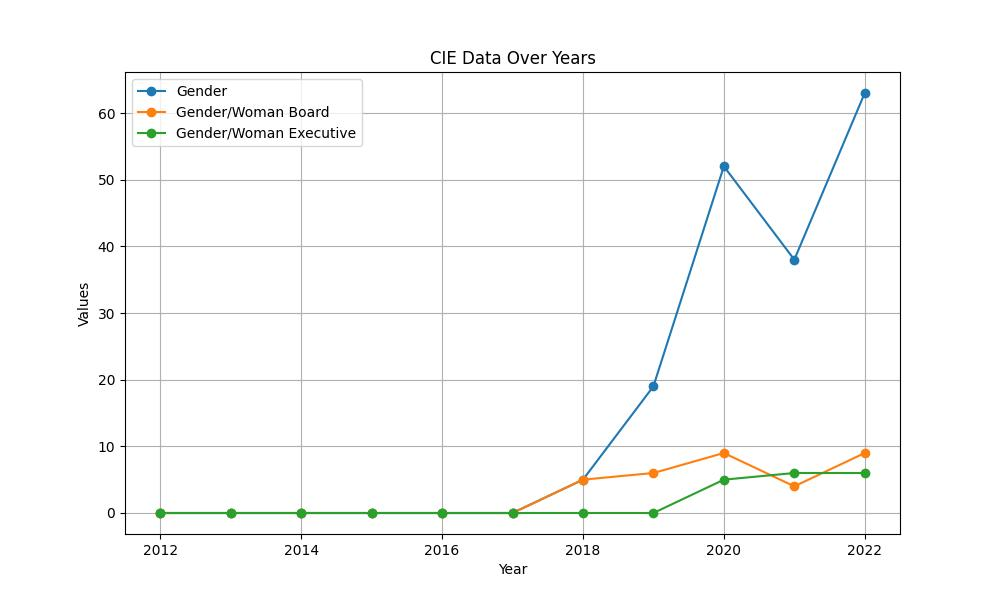 CIE Data Over Years
Gender
Gender/Woman Board
Gender/Woman Executive
60
50
40
30
20
10
0
Values
2012 2014 2016 2018 2020 2022
Year